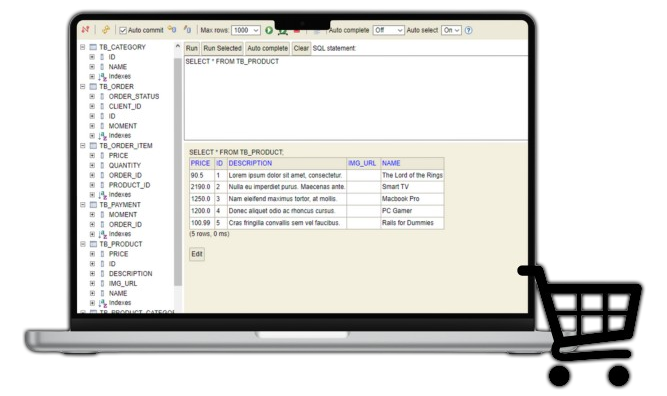 Auto commit Max rows: 1000 Auto complete Off Auto select On
TB_CATEGORY
ID
NAME
Indexes
TB_ORDER
ORDER_STATUS
CLIENT_ID
ID
MOMENT
Indexes
TB_ORDER_ITEM
PRICE
QUANTITY
ORDER_ID
PRODUCT_ID
Indexes
TB_PAYMENT
MOMENT
ORDER_ID
Indexes
TB_PRODUCT
PRICE
ID
DESCRIPTION
IMG_URL
NAME
Indexes
TB_PRODUCT_CATEGO
Run Run Selected Auto complete Clear SQL statement:
SELECT * FROM TB_PRODUCT
SELECT * FROM TB_PRODUCT;
PRICE ID DESCRIPTION IMG_URL NAME
90.5 1 Lorem ipsum dolor sit amet, consectetur. The Lord of the Rings
2190.0 2 Nulla eu imperdiet purus. Maecenas ante. Smart TV
1250.0 3 Nam eleifend maximus tortor, at mollis. Macbook Pro
1200.0 4 Donec aliquet odio ac rhoncus cursus. PC Gamer
100.99 5 Cras fringilla convallis sem vel faucibus. Rails for Dummies
(5 rows, 0 ms)
Edit